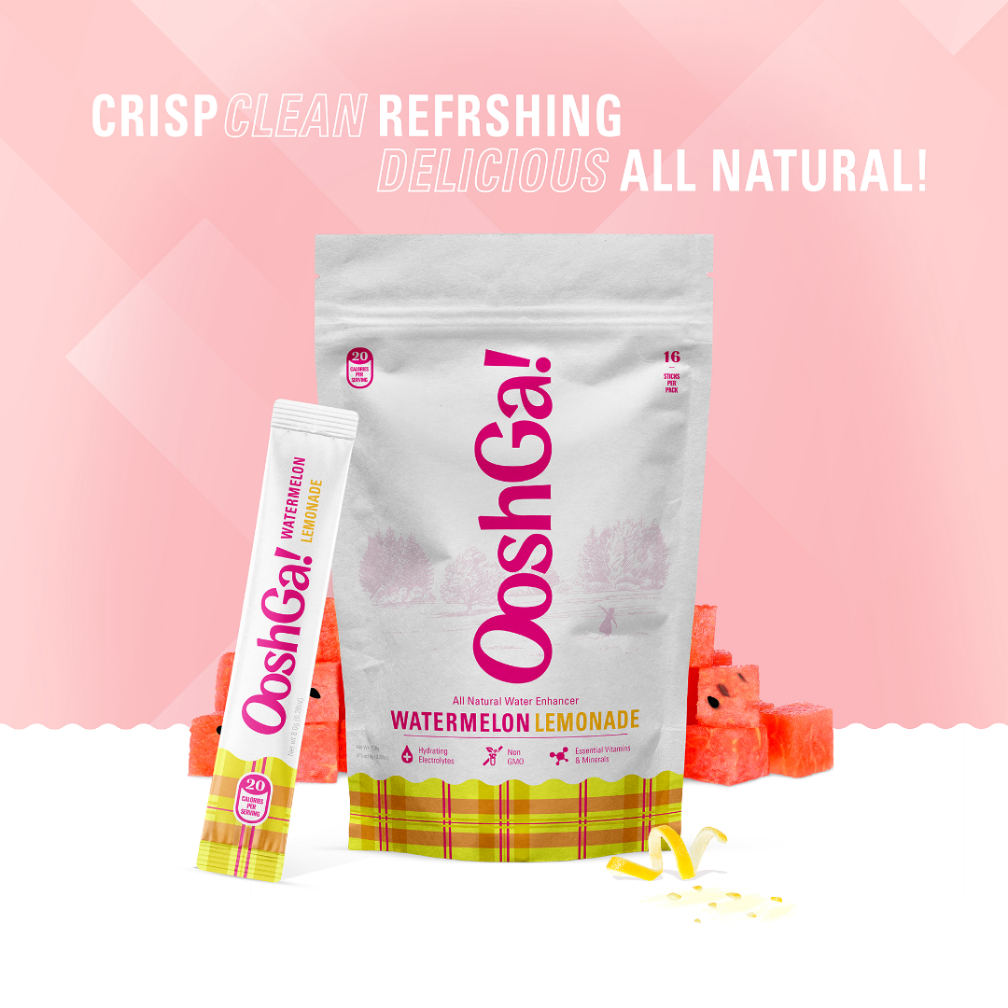 CRISP CLEAN REFRSHING
DELICIOUS ALL NATURAL!
20
CALORIES
PER
SERVING
16
STICKS
PER
PACK
OoshGa!
All Natural Water Enhancer
WATERMELON LEMONADE
Hydrating
Electrolytes
Non
GMO
Essential Vitamins
& Minerals
WATERMELON
LEMONADE
OoshGa!
20
CALORIES
PER
SERVING